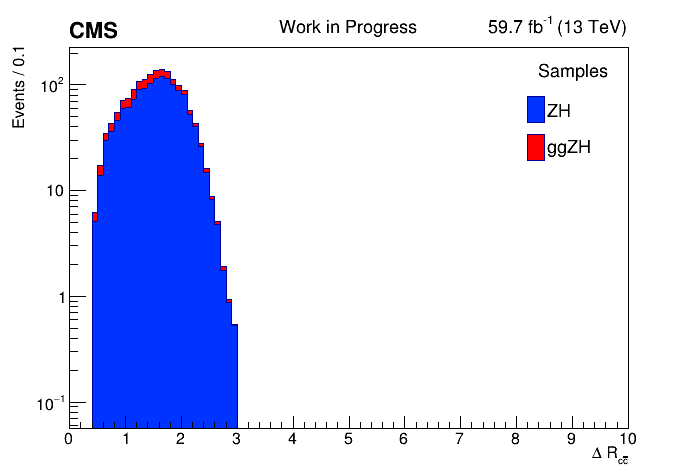 CMS Work in Progress 59.7 fb⁻¹ (13 TeV)
Events / 0.1
Samples
ZH
ggZH
10²
10
1
10⁻¹
0 1 2 3 4 5 6 7 8 9 10
Δ R_cc̅